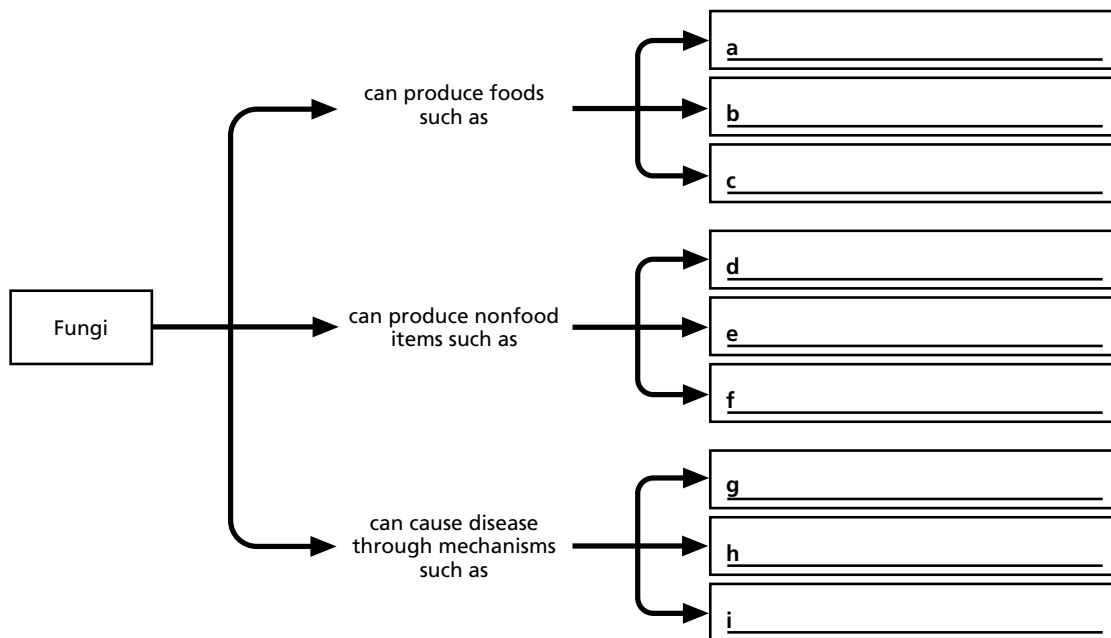 Fungi
can produce foods
such as
a
b
c
can produce nonfood
items such as
d
e
f
can cause disease
through mechanisms
such as
g
h
i